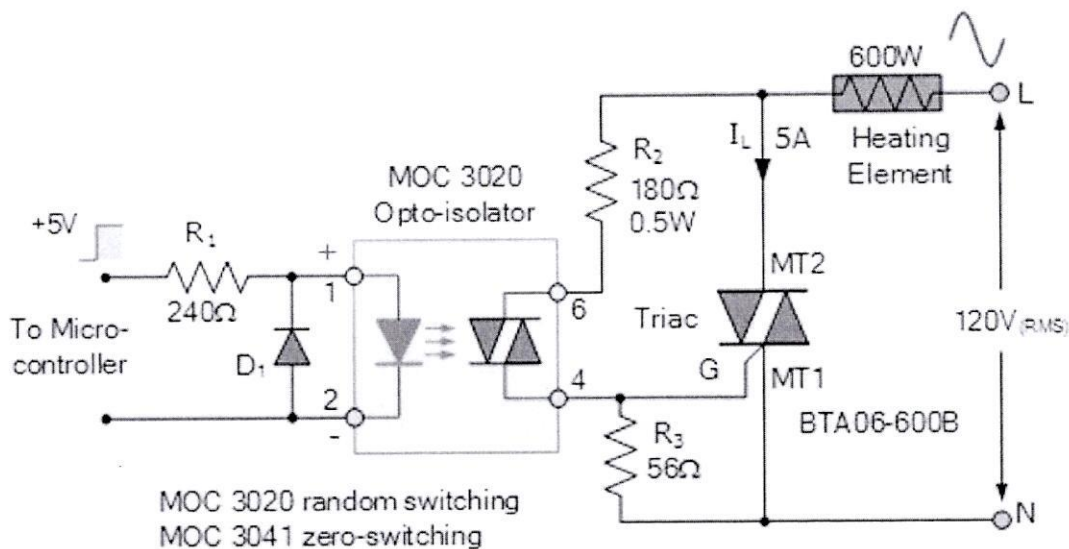 600W
L
Heating
Element
I_L 5A
R₂
180Ω
0.5W
MOC 3020
Opto-isolator
+5V
R₁
240Ω
+
1
6
MT2
Triac
120V(RMS)
To Micro-
controller
D₁
2
-
4
G
MT1
BTA06-600B
R₃
56Ω
N
MOC 3020 random switching
MOC 3041 zero-switching